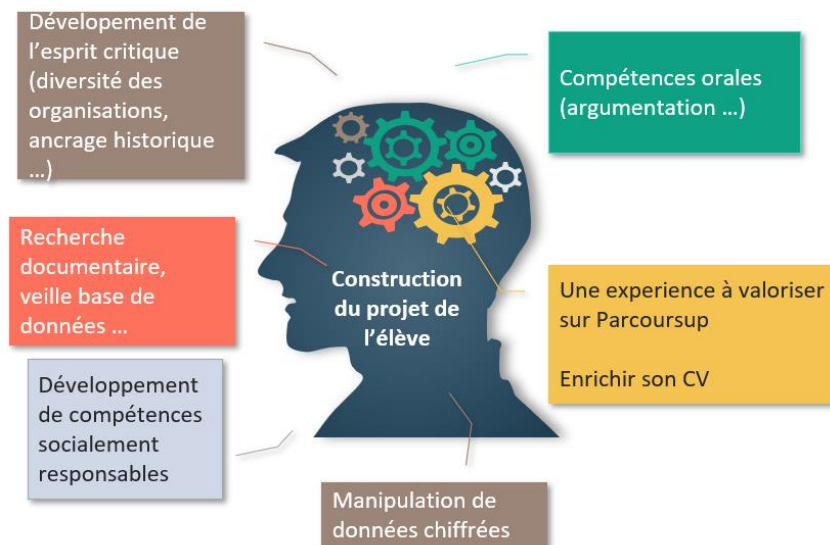 Dévelopement de
l'esprit critique
(diversité des
organisations,
ancrage historique
…)
Compétences orales
(argumentation …)
Recherche
documentaire,
veille base de
données …
Construction
du projet de
l'élève
Une experience à valoriser
sur Parcoursup
Enrichir son CV
Développement
de compétences
socialement
responsables
Manipulation de
données chiffrées